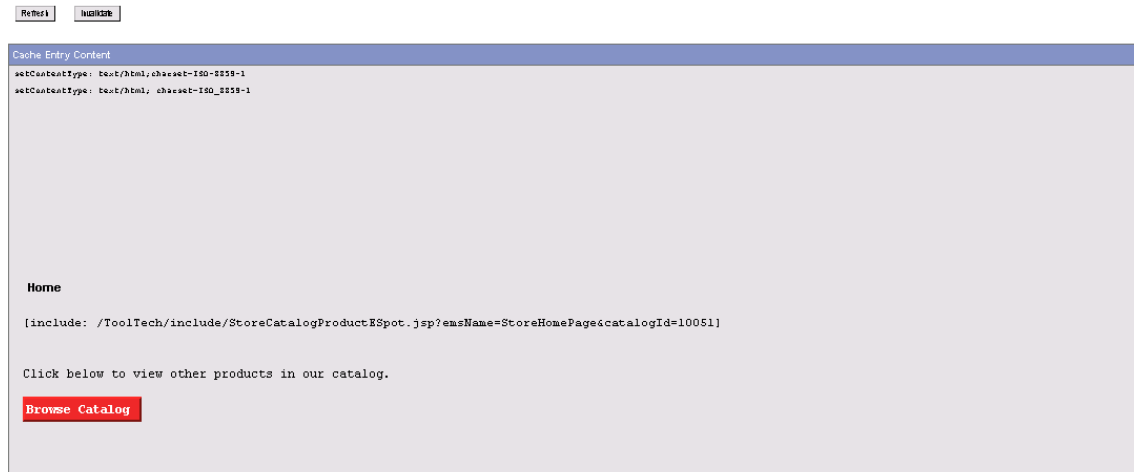 Refresh Invalidate
Cache Entry Content
setContentType: text/html;charset-ISO-8859-1
setContentType: text/html; charset-ISO_8859-1
Home
[include: /ToolTech/include/StoreCatalogProductESpot.jsp?emsName=StoreHomePage&catalogId=10051]
Click below to view other products in our catalog.
Browse Catalog